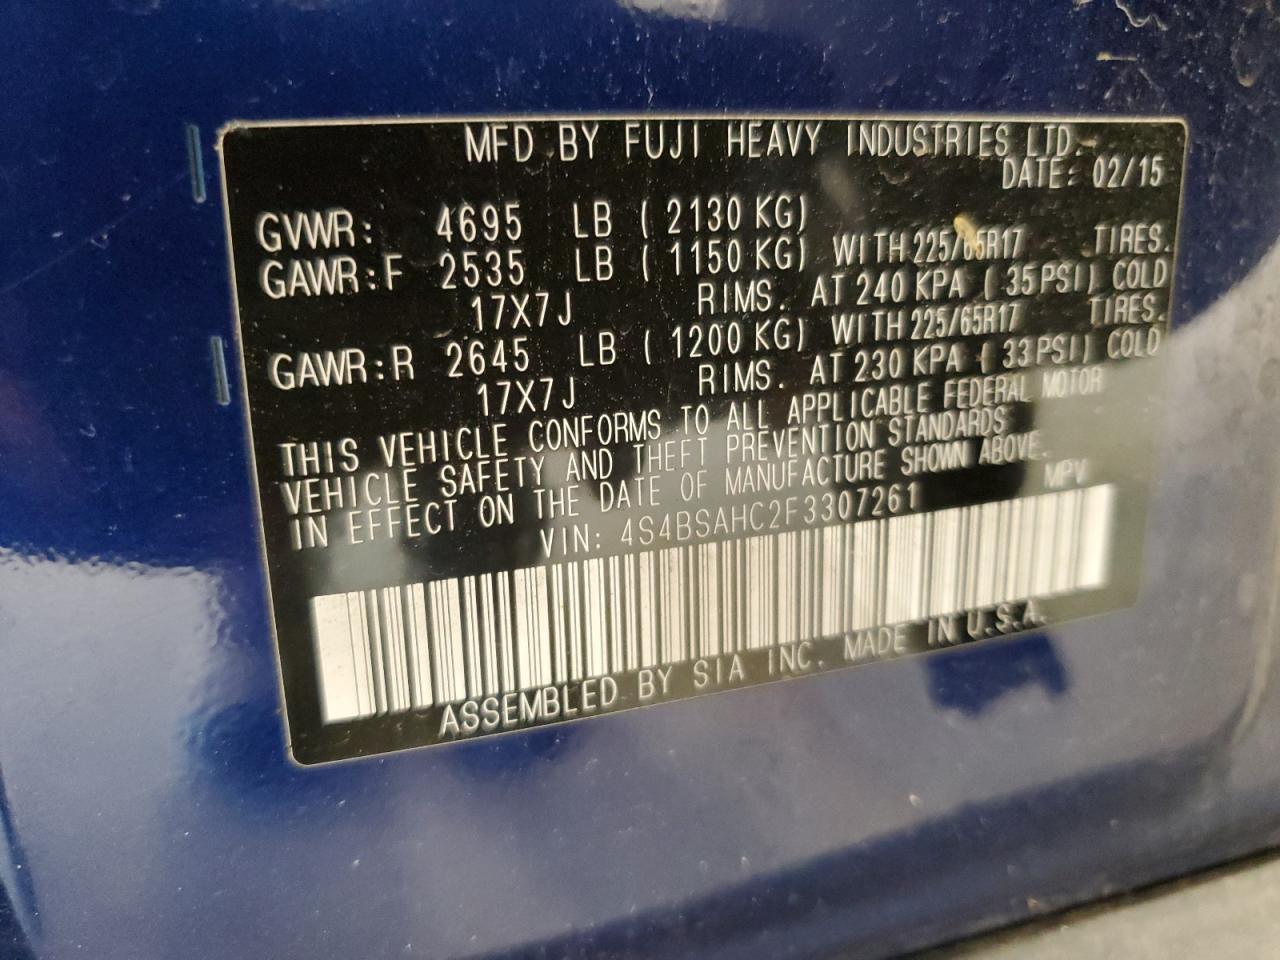 MFD BY FUJI HEAVY INDUSTRIES LTD.
DATE: 02/15
GVWR: 4695 LB ( 2130 KG)
GAWR:F 2535 LB ( 1150 KG) WITH 225/65R17 TIRES.
17X7J RIMS. AT 240 KPA ( 35 PSI) COLD
GAWR:R 2645 LB ( 1200 KG) WITH 225/65R17 TIRES.
17X7J RIMS. AT 230 KPA ( 33 PSI) COLD
THIS VEHICLE CONFORMS TO ALL APPLICABLE FEDERAL MOTOR
VEHICLE SAFETY AND THEFT PREVENTION STANDARDS
IN EFFECT ON THE DATE OF MANUFACTURE SHOWN ABOVE.
VIN: 4S4BSAHC2F3307261 MPV
ASSEMBLED BY SIA INC. MADE IN U.S.A.